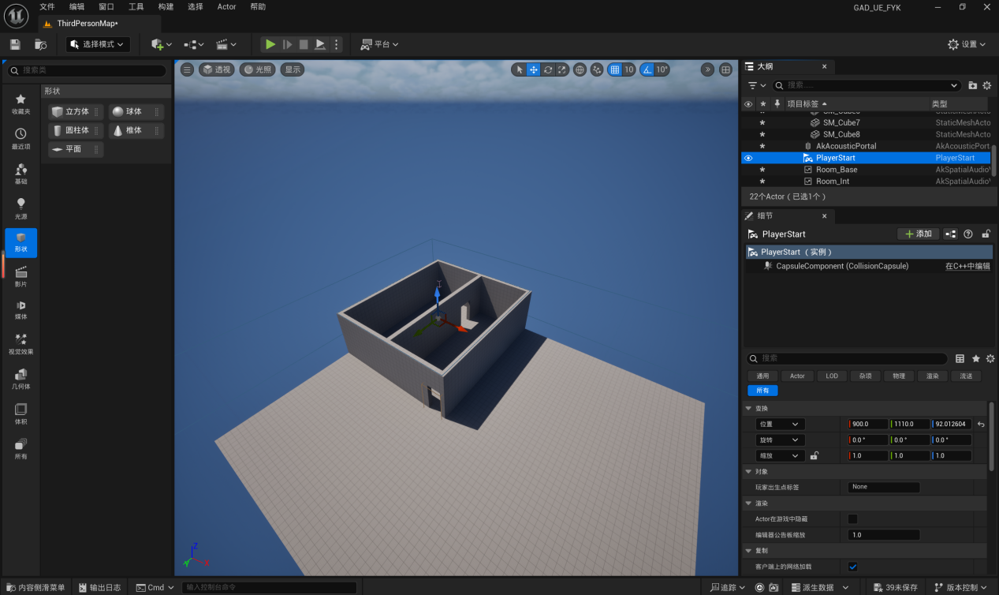 文件 编辑 窗口 工具 构建 选择 Actor 帮助
GAD_UE_FYK
ThirdPersonMap*
选择模式
平台
设置
搜索类
收藏夹
最近项
基础
光源
形状
影片
媒体
视觉效果
几何体
体积
所有
形状
立方体 球体
圆柱体 椎体
平面
透视 光照 显示
10 10°
Z
X
大纲
搜索......
项目标签 类型
SM_Cube7 StaticMeshActo
SM_Cube8 StaticMeshActo
AkAcousticPortal AkAcousticPort
PlayerStart PlayerStart
Room_Base AkSpatialAudio
Room_Int AkSpatialAudio
22个Actor（已选1个）
细节
PlayerStart
添加
PlayerStart （实例）
CapsuleComponent (CollisionCapsule) 在C++中编辑
搜索
通用 Actor LOD 杂项 物理 渲染 流送
所有
变换
位置 900.0 1110.0 92.012604
旋转 0.0 ° 0.0 ° 0.0 °
缩放 1.0 1.0 1.0
对象
玩家出生点标签 None
渲染
Actor在游戏中隐藏
编辑器公告板缩放 1.0
复制
客户端上的网络加载
内容侧滑菜单 输出日志 Cmd 输入控制台命令
追踪 派生数据 39未保存 版本控制